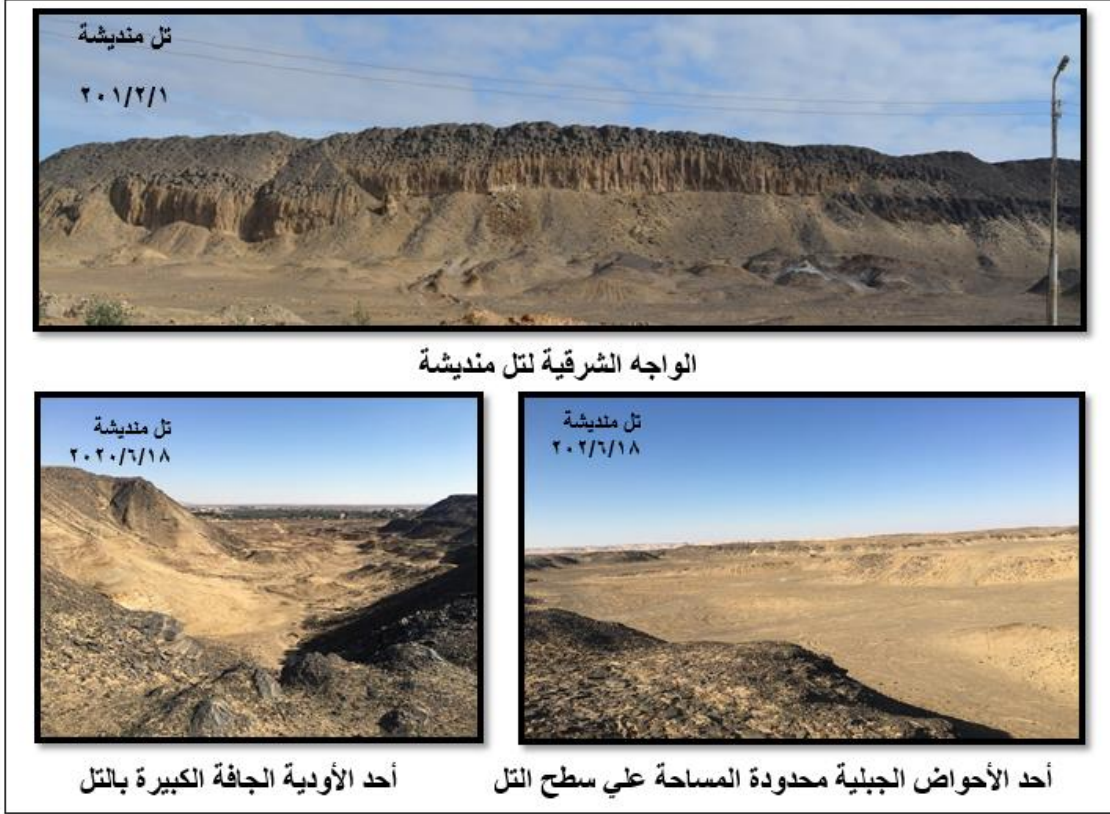 تل منديشة
٢٠١/٢/١
الواجه الشرقية لتل منديشة
تل منديشة
٢٠٢/٦/١٨
تل منديشة
٢٠٢٠/٦/١٨
أحد الأحواض الجبلية محدودة المساحة علي سطح التل
أحد الأودية الجافة الكبيرة بالتل